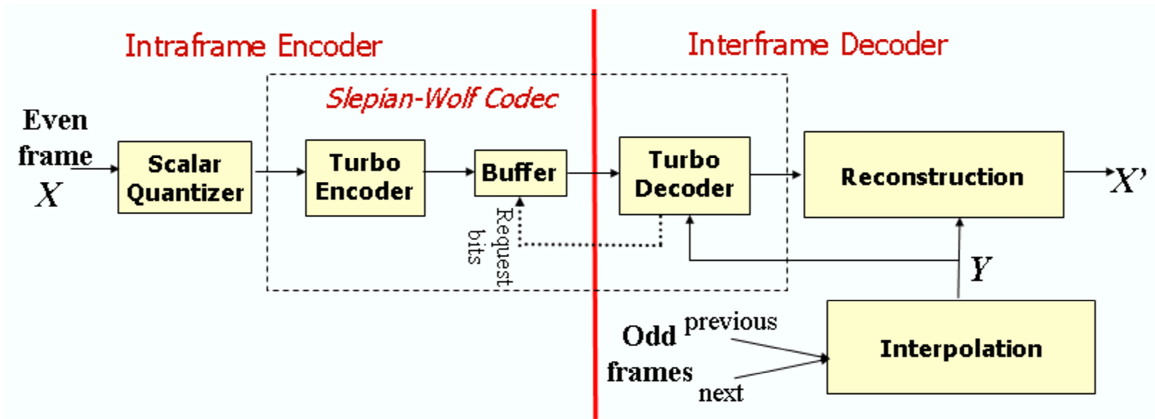 Intraframe Encoder
Interframe Decoder
Slepian-Wolf Codec
Even
frame
X
Scalar
Quantizer
Turbo
Encoder
Buffer
Turbo
Decoder
Reconstruction
X’
Request
bits
Y
Odd
frames
previous
next
Interpolation